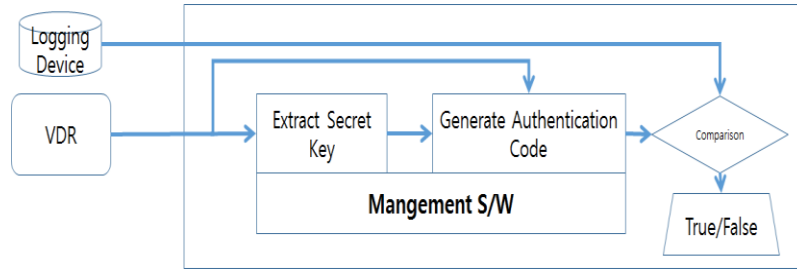 Logging
Device
VDR
Extract Secret
Key
Generate Authentication
Code
Comparison
Mangement S/W
True/False